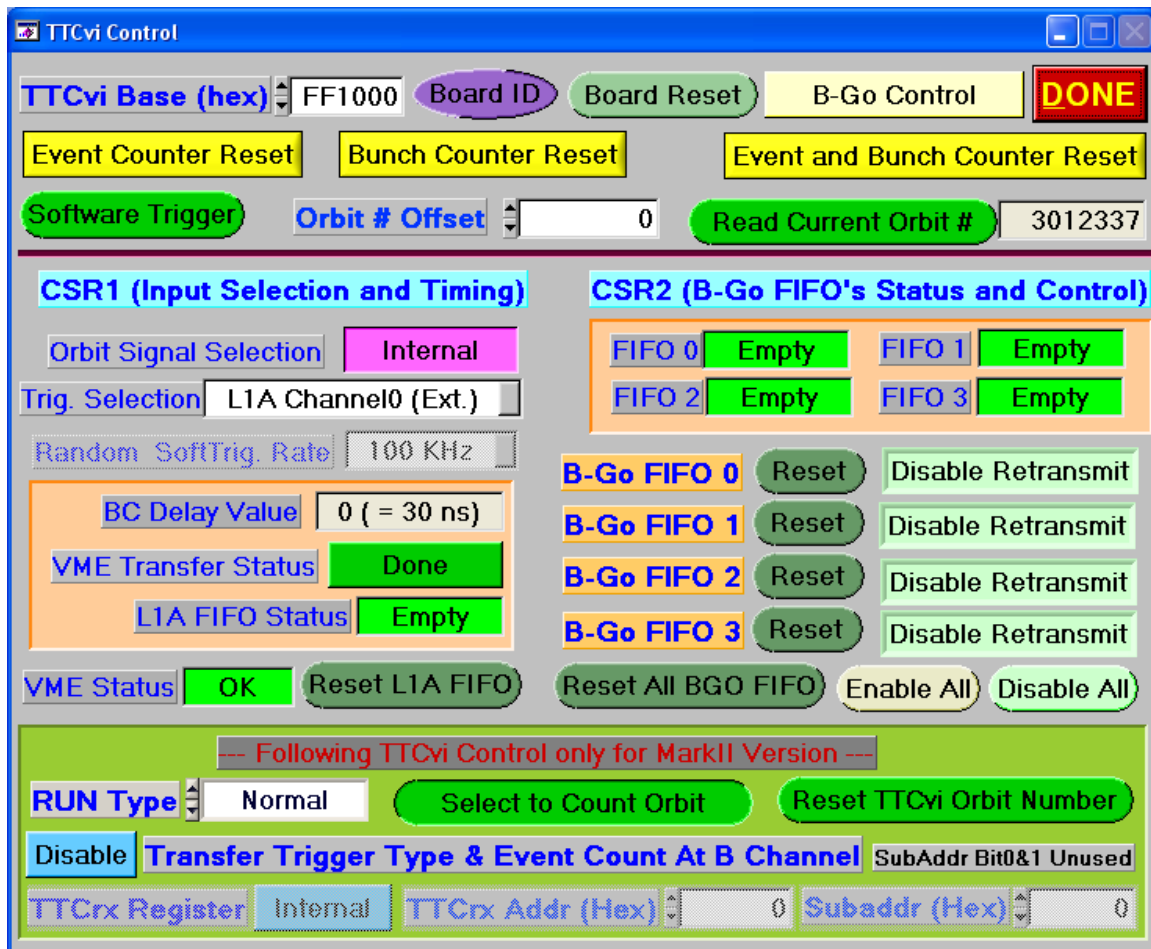 TTCvi Control
TTCvi Base (hex) FF1000 Board ID Board Reset B-Go Control DONE
Event Counter Reset Bunch Counter Reset Event and Bunch Counter Reset
Software Trigger Orbit # Offset 0 Read Current Orbit # 3012337
CSR1 (Input Selection and Timing)
Orbit Signal Selection Internal
Trig. Selection L1A Channel0 (Ext.)
Random SoftTrig. Rate 100 KHz
BC Delay Value 0 ( = 30 ns)
VME Transfer Status Done
L1A FIFO Status Empty
VME Status OK Reset L1A FIFO
CSR2 (B-Go FIFO's Status and Control)
FIFO 0 Empty FIFO 1 Empty
FIFO 2 Empty FIFO 3 Empty
B-Go FIFO 0 Reset Disable Retransmit
B-Go FIFO 1 Reset Disable Retransmit
B-Go FIFO 2 Reset Disable Retransmit
B-Go FIFO 3 Reset Disable Retransmit
Reset All BGO FIFO Enable All Disable All
--- Following TTCvi Control only for MarkII Version ---
RUN Type Normal Select to Count Orbit Reset TTCvi Orbit Number
Disable Transfer Trigger Type & Event Count At B Channel SubAddr Bit0&1 Unused
TTCrx Register Internal TTCrx Addr (Hex) 0 Subaddr (Hex) 0